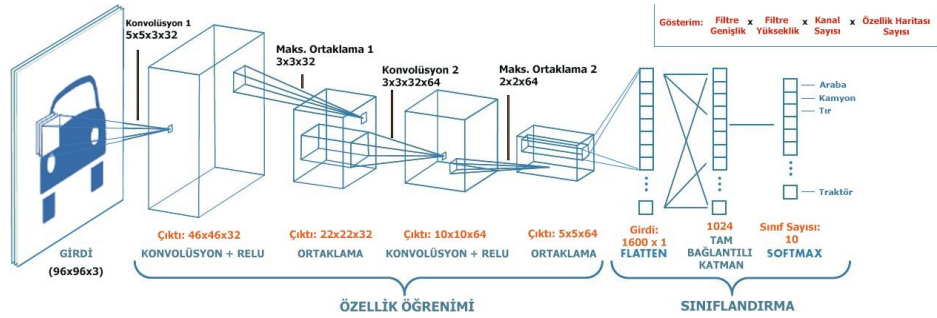 Konvolüsyon 1
5x5x3x32
Maks. Ortaklama 1
3x3x32
Konvolüsyon 2
3x3x32x64
Maks. Ortaklama 2
2x2x64
Gösterim: Filtre Genişlik x Filtre Yükseklik x Kanal Sayısı x Özellik Haritası Sayısı
Araba
Kamyon
Tır
Traktör
GİRDİ
(96x96x3)
Çıktı: 46x46x32
KONVOLÜSYON + RELU
Çıktı: 22x22x32
ORTAKLAMA
Çıktı: 10x10x64
KONVOLÜSYON + RELU
Çıktı: 5x5x64
ORTAKLAMA
Girdi:
1600 x 1
FLATTEN
1024
TAM
BAĞLANTILI
KATMAN
Sınıf Sayısı:
10
SOFTMAX
ÖZELLİK ÖĞRENİMİ
SINIFLANDIRMA